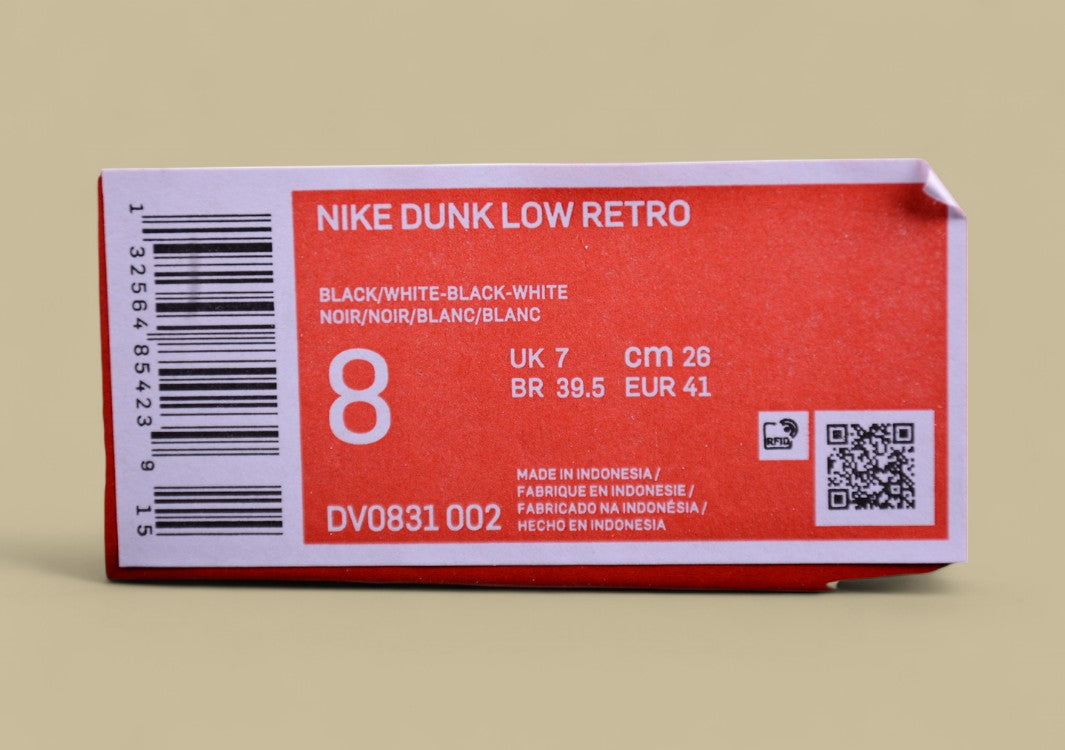 1 32564 85423 9 15
NIKE DUNK LOW RETRO
BLACK/WHITE-BLACK-WHITE
NOIR/NOIR/BLANC/BLANC
8
UK 7 cm 26
BR 39.5 EUR 41
RFID
DV0831 002
MADE IN INDONESIA /
FABRIQUE EN INDONESIE /
FABRICADO NA INDONÉSIA /
HECHO EN INDONESIA